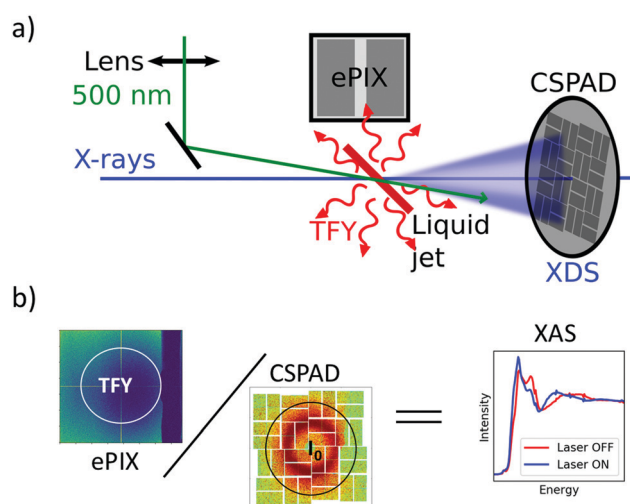 a)
Lens
500 nm
X-rays
ePIX
CSPAD
TFY
Liquid
jet
XDS
b)
TFY
ePIX
CSPAD
I0
XAS
Intensity
Laser OFF
Laser ON
Energy